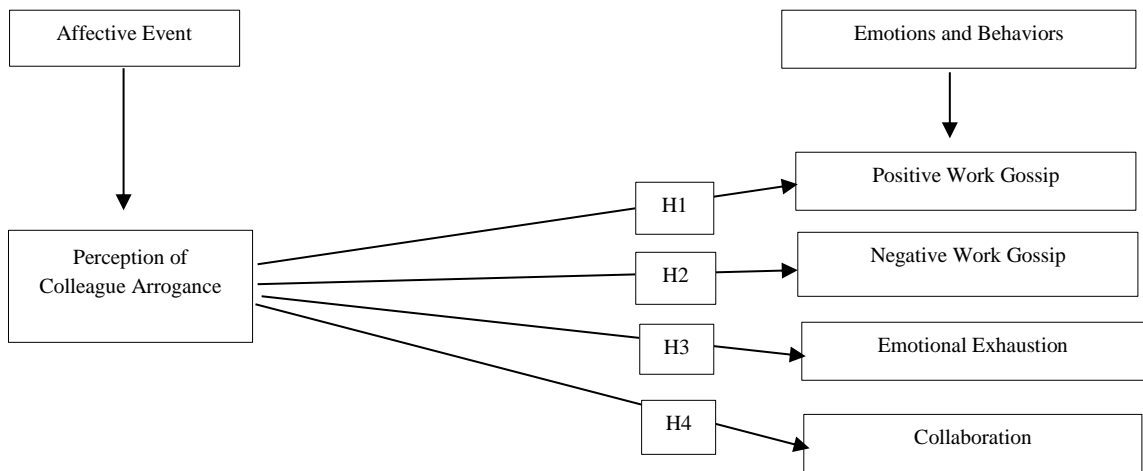 Affective Event
Emotions and Behaviors
Positive Work Gossip
H1
Perception of
Colleague Arrogance
Negative Work Gossip
H2
H3
Emotional Exhaustion
H4
Collaboration